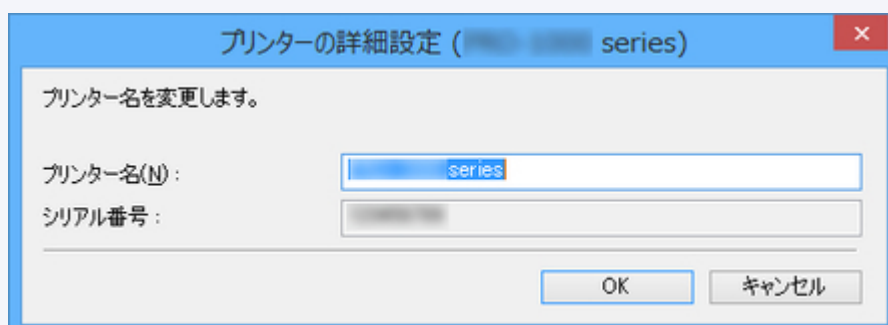 プリンターの詳細設定 ( series)
プリンター名を変更します。
プリンター名(N) : series
シリアル番号 :
OK キャンセル